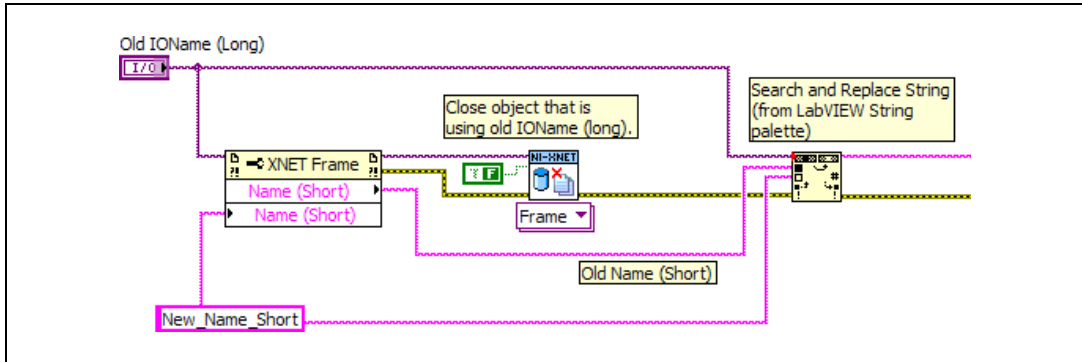 Old IOName (Long)
I/O
Close object that is
using old IOName (long).
Search and Replace String
(from LabVIEW String
palette)
XNET Frame
Name (Short)
Name (Short)
NI-XNET
? F
Frame
Old Name (Short)
New_Name_Short